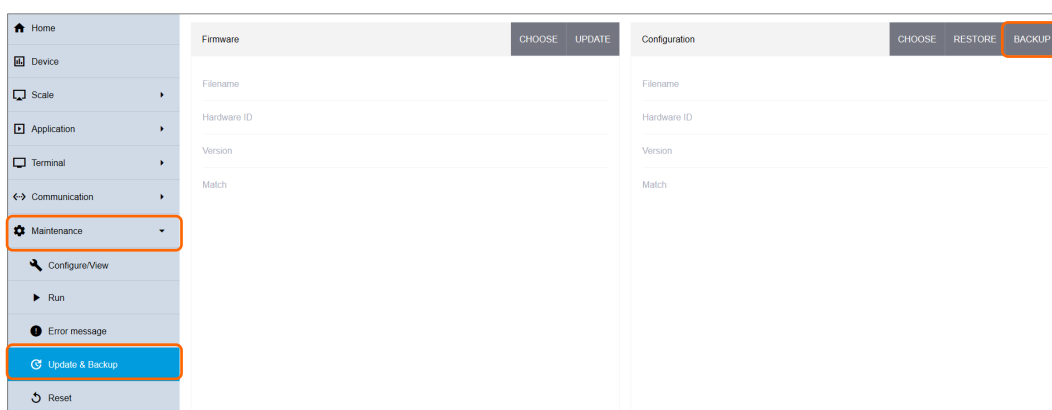 Home
Device
Scale
Application
Terminal
Communication
Maintenance
Configure/View
Run
Error message
Update & Backup
Reset
Firmware
CHOOSE UPDATE
Filename
Hardware ID
Version
Match
Configuration
CHOOSE RESTORE BACKUP
Filename
Hardware ID
Version
Match